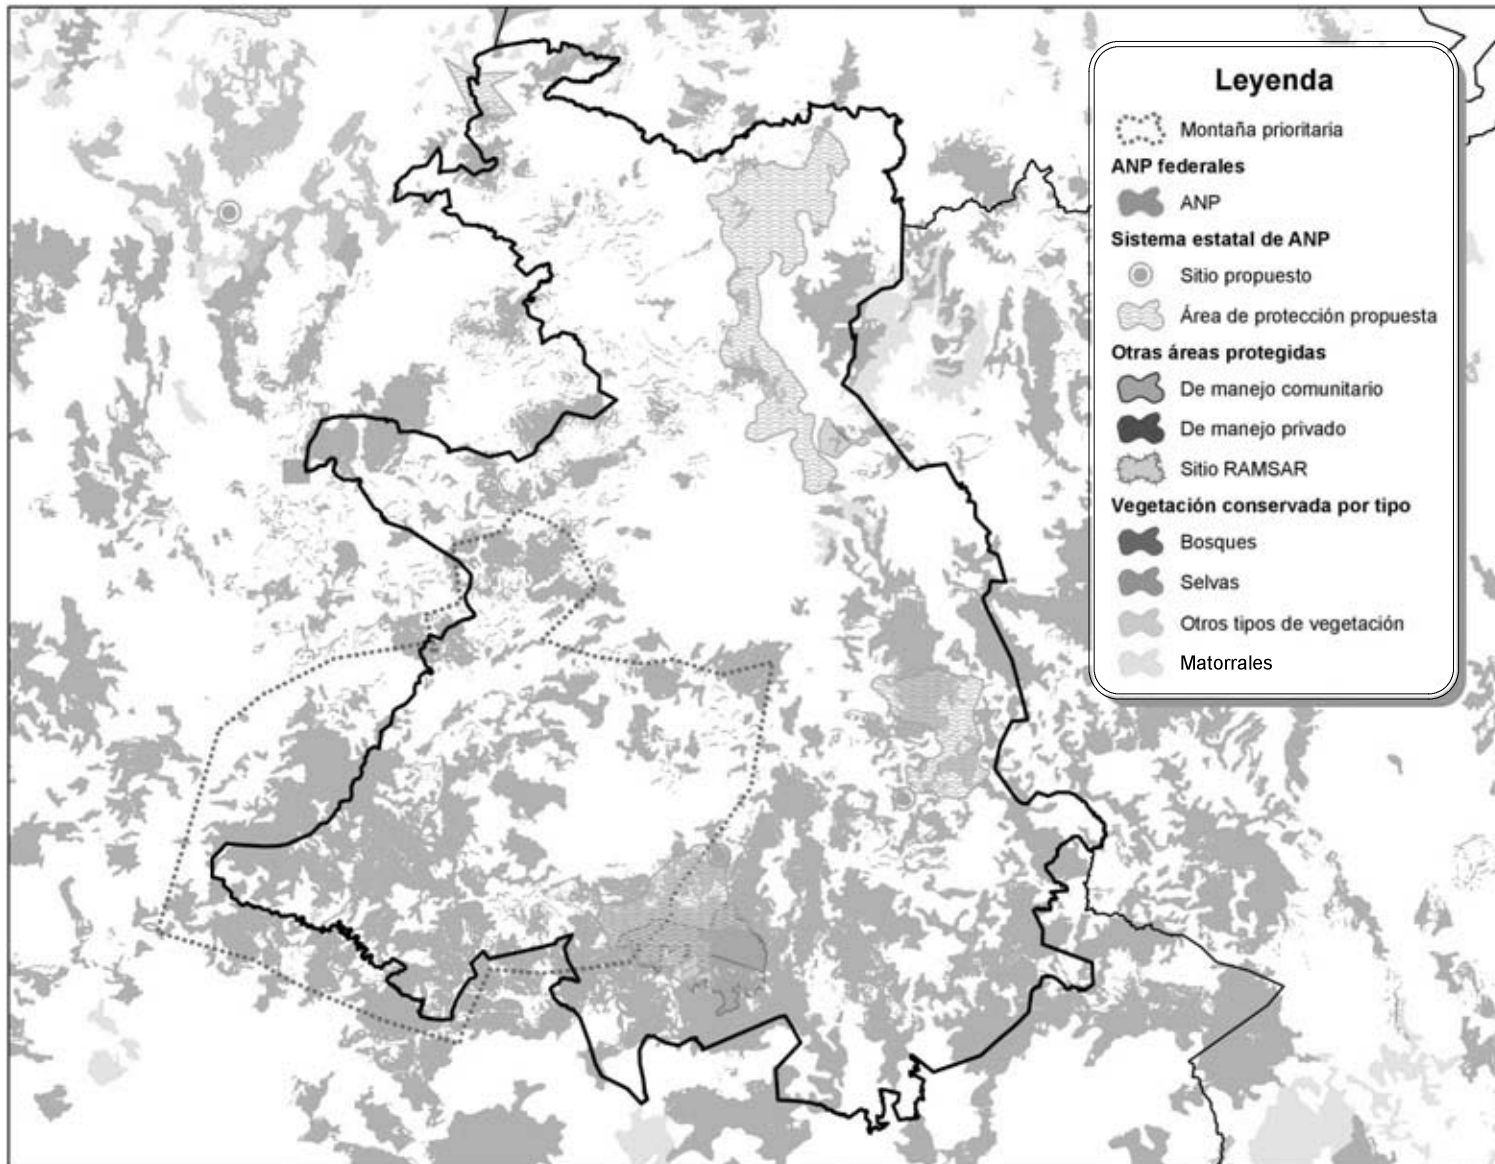 Leyenda
Montaña prioritaria
ANP federales
ANP
Sistema estatal de ANP
Sitio propuesto
Área de protección propuesta
Otras áreas protegidas
De manejo comunitario
De manejo privado
Sitio RAMSAR
Vegetación conservada por tipo
Bosques
Selvas
Otros tipos de vegetación
Matorrales